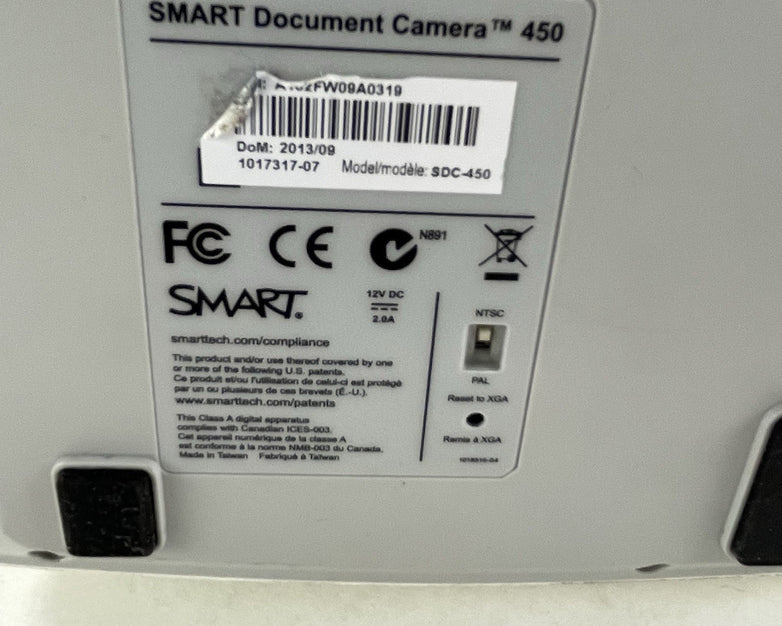 SMART Document Camera™ 450
FW09A0319
DoM: 2013/09
1017317-07 Model/modèle: SDC-450
FC CE N891
SMART®
12V DC
2.0A
NTSC
PAL
Reset to XGA
Remis à XGA
1018516-04
smarttech.com/compliance
This product and/or use thereof covered by one
or more of the following U.S. patents.
Ce produit et/ou l'utilisation de celui-ci est protégé
par un ou plusieurs de ces brevets (É.-U.).
www.smarttech.com/patents
This Class A digital apparatus
complies with Canadian ICES-003.
Cet appareil numérique de la classe A
est conforme à la norme NMB-003 du Canada.
Made in Taiwan Fabriqué à Taïwan